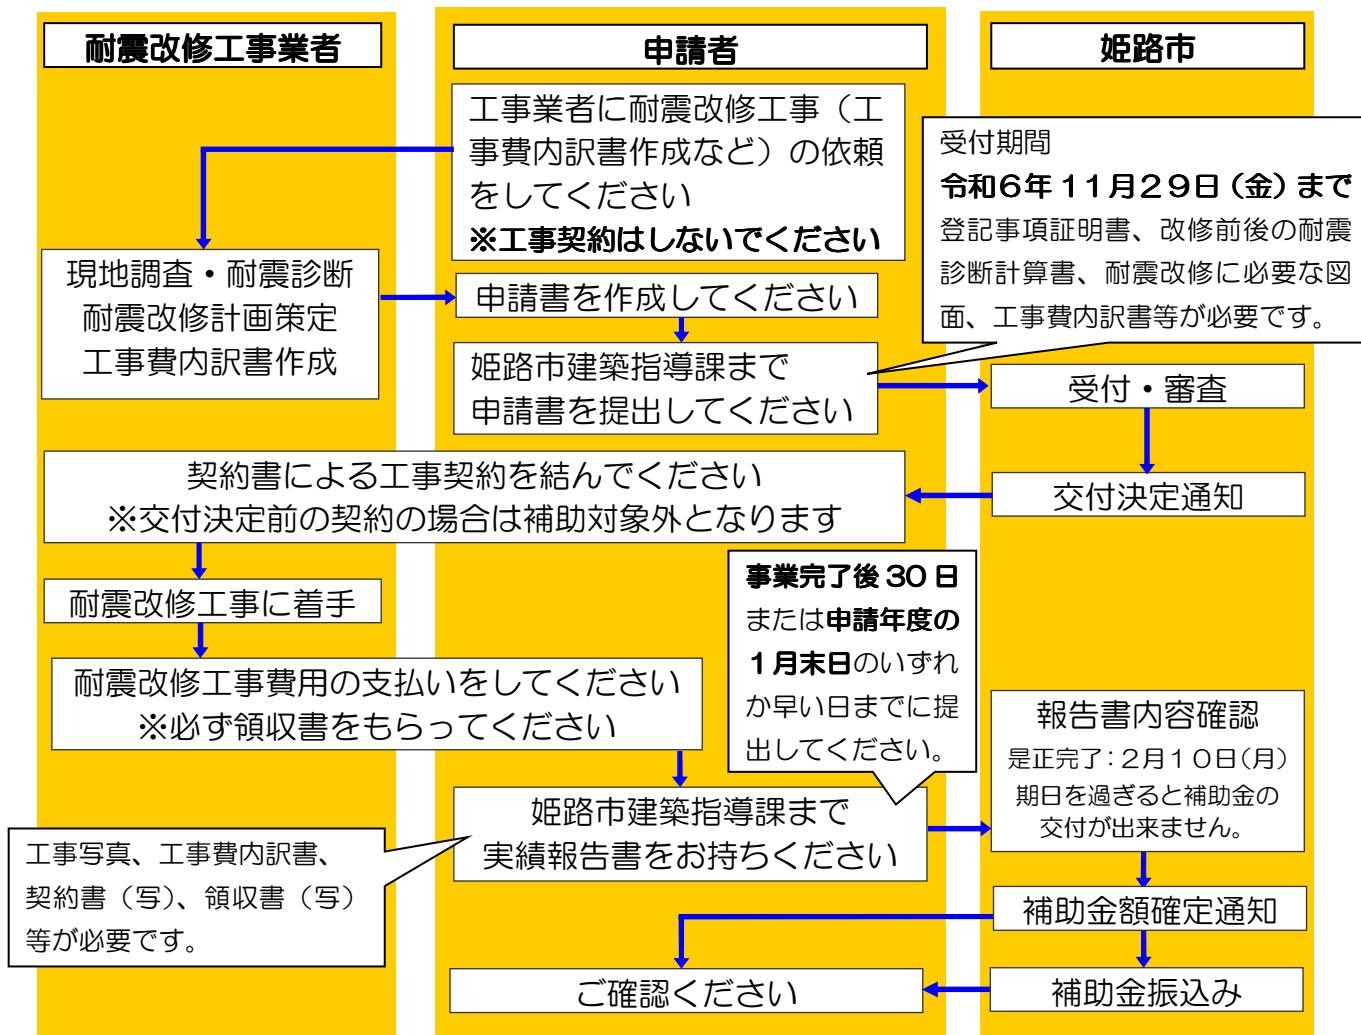 耐震改修工事業者
申請者
姫路市
工事業者に耐震改修工事（工
事費内訳書作成など）の依頼
をしてください
※工事契約はしないでください
受付期間
令和６年 11月２９日（金）まで
登記事項証明書、改修前後の耐震
診断計算書、耐震改修に必要な図
面、工事費内訳書等が必要です。
現地調査・耐震診断
耐震改修計画策定
工事費内訳書作成
申請書を作成してください
姫路市建築指導課まで
申請書を提出してください
受付・審査
交付決定通知
契約書による工事契約を結んでください
※交付決定前の契約の場合は補助対象外となります
耐震改修工事に着手
耐震改修工事費用の支払いをしてください
※必ず領収書をもらってください
事業完了後 30 日
または申請年度の
１月末日のいずれ
か早い日までに提
出してください。
姫路市建築指導課まで
実績報告書をお持ちください
工事写真、工事費内訳書、
契約書（写）、領収書（写）
等が必要です。
報告書内容確認
是正完了：２月１０日（月）
期日を過ぎると補助金の
交付が出来ません。
補助金額確定通知
補助金振込み
ご確認ください